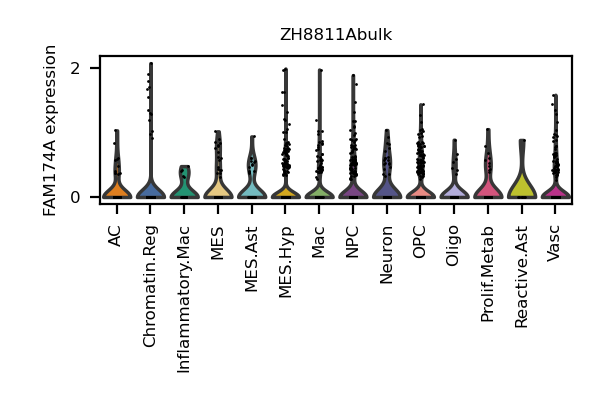 ZH8811Abulk
FAM174A expression
2
0
AC
Chromatin.Reg
Inflammatory.Mac
MES
MES.Ast
MES.Hyp
Mac
NPC
Neuron
OPC
Oligo
Prolif.Metab
Reactive.Ast
Vasc